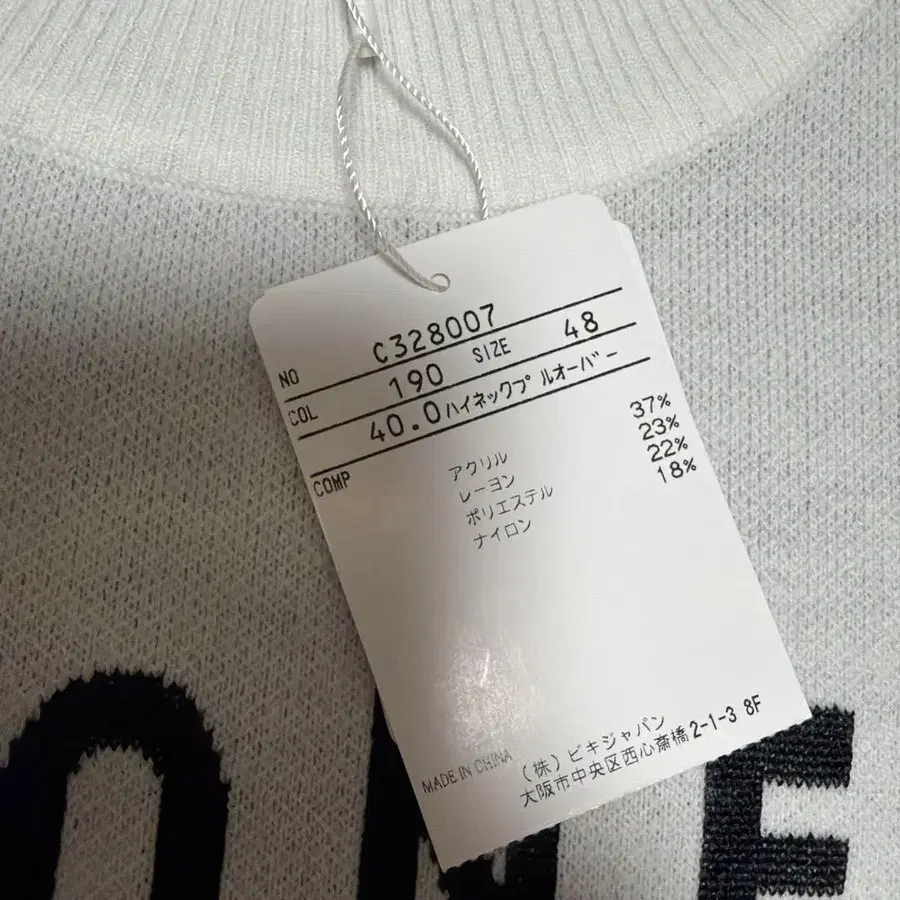 NO C328007
COL 190 SIZE 48
40.0 ハイネックプルオーバー
COMP アクリル 37%
レーヨン 23%
ポリエステル 22%
ナイロン 18%
MADE IN CHINA
(株)ビキジャパン
大阪市中央区西心斎橋2-1-3 8F